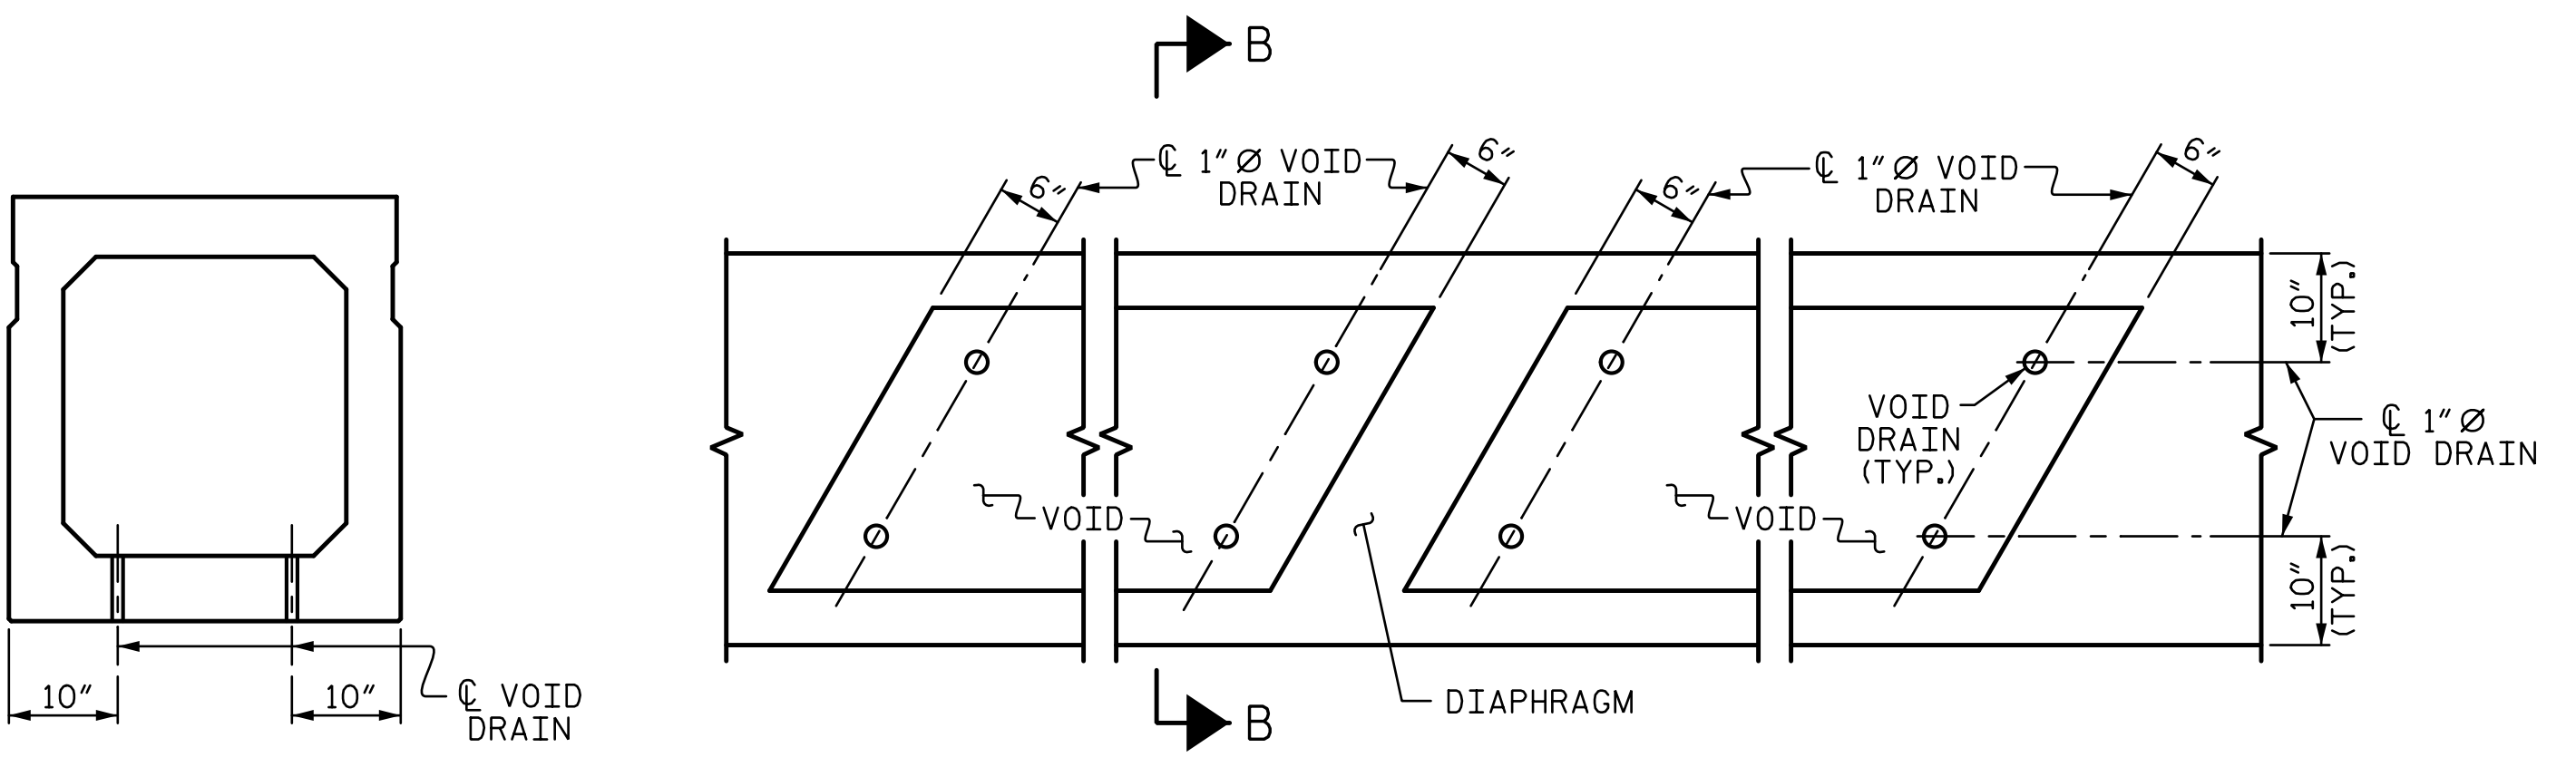 B
6"
℄ 1" Ø VOID
DRAIN
6"
6"
℄ 1" Ø VOID
DRAIN
6"
10"
(TYP.)
VOID
DRAIN
(TYP.)
℄ 1" Ø
VOID DRAIN
VOID
VOID
10"
(TYP.)
10"
10"
℄ VOID
DRAIN
DIAPHRAGM
B